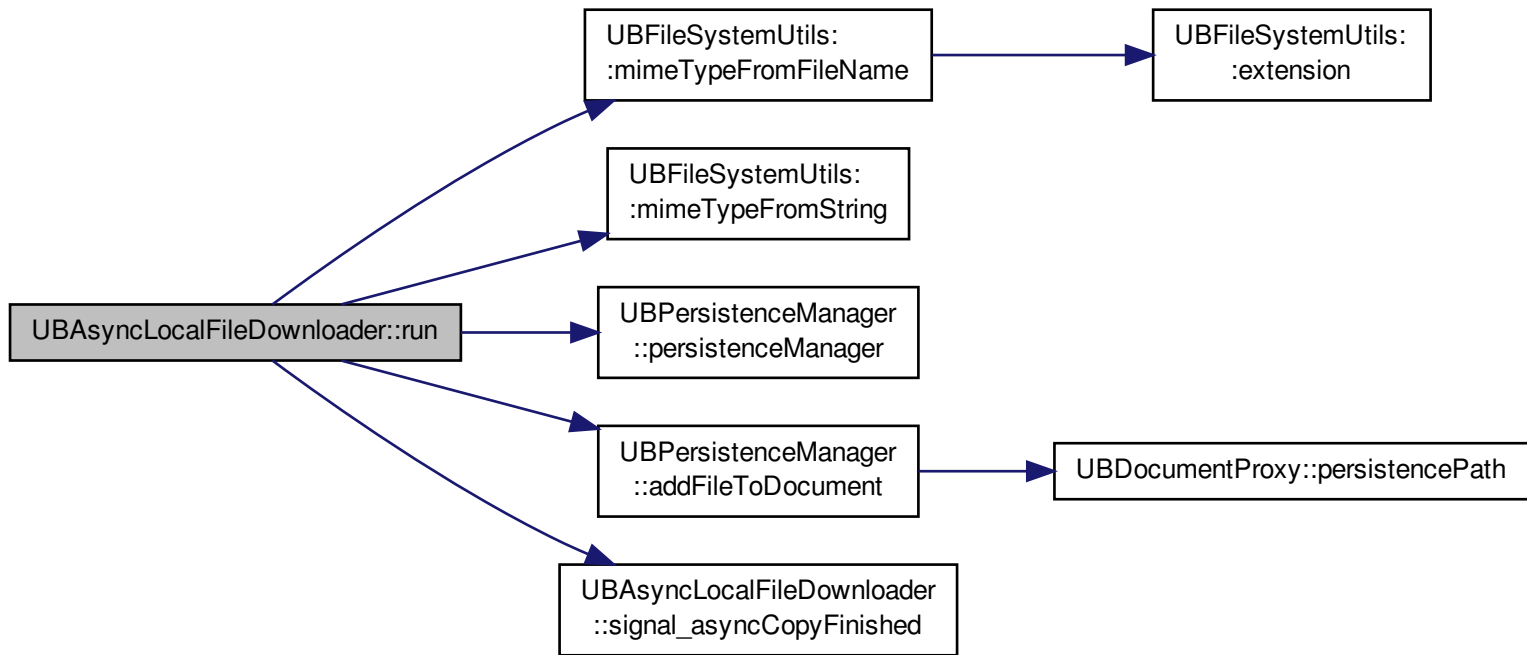 UBFileSystemUtils:
:mimeTypeFromFileName
UBFileSystemUtils:
:extension
UBFileSystemUtils:
:mimeTypeFromString
UBAsyncLocalFileDownloader::run
UBPersistenceManager
::persistenceManager
UBPersistenceManager
::addFileToDocument
UBDocumentProxy::persistencePath
UBAsyncLocalFileDownloader
::signal_asyncCopyFinished